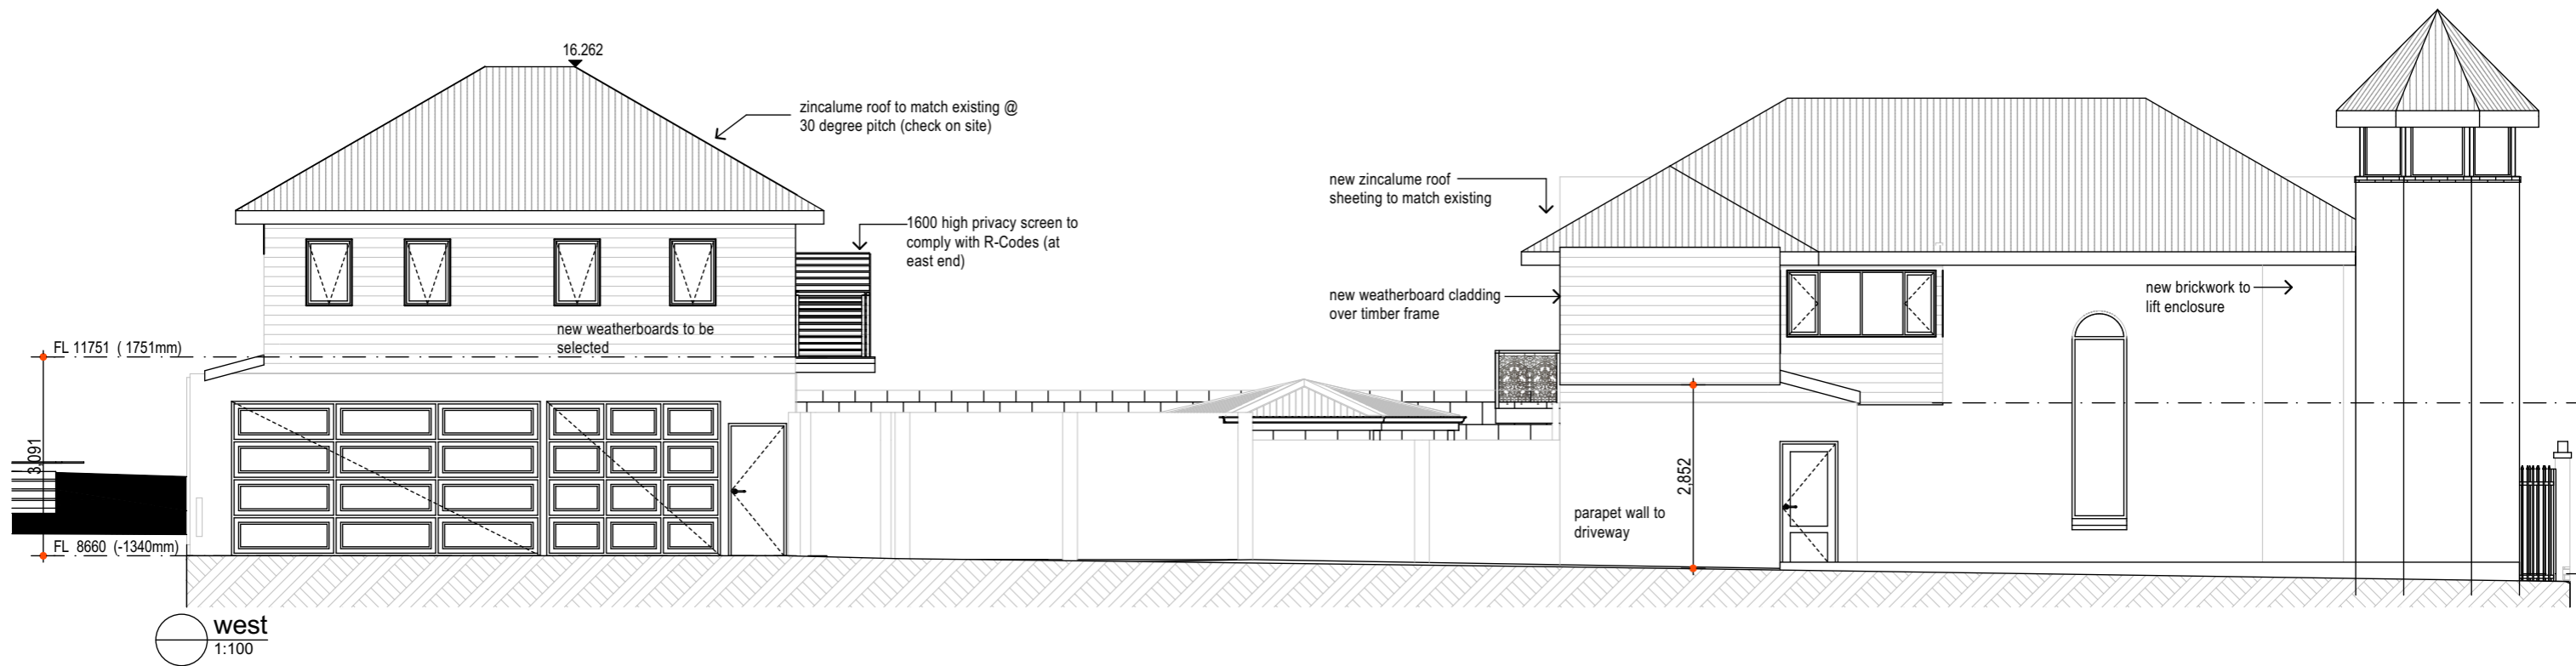 16.262
zincalume roof to match existing @
30 degree pitch (check on site)
1600 high privacy screen to
comply with R-Codes (at
east end)
new weatherboards to be
selected
FL 11751 ( 1751mm)
3,091
FL 8660 (-1340mm)
new zincalume roof
sheeting to match existing
new weatherboard cladding
over timber frame
new brickwork to
lift enclosure
2,852
parapet wall to
driveway
west
1:100